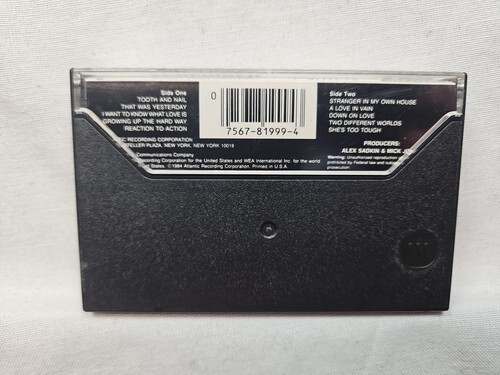 Side One
TOOTH AND NAIL
THAT WAS YESTERDAY
I WANT TO KNOW WHAT LOVE IS
GROWING UP THE HARD WAY
REACTION TO ACTION
RECORDING CORPORATION
PLAZA, NEW YORK, NEW YORK 10019
Communications Company
Recording Corporation for the United States and WEA International Inc. for the world
States. ©1984 Atlantic Recording Corporation. Printed in U.S.A.
0
7567-81999-4
Side Two
STRANGER IN MY OWN HOUSE
A LOVE IN VAIN
DOWN ON LOVE
TWO DIFFERENT WORLDS
SHE'S TOO TOUGH
PRODUCERS:
ALEX SADKIN & MICK
Warning: Unauthorized reproduction
prohibited by Federal law and